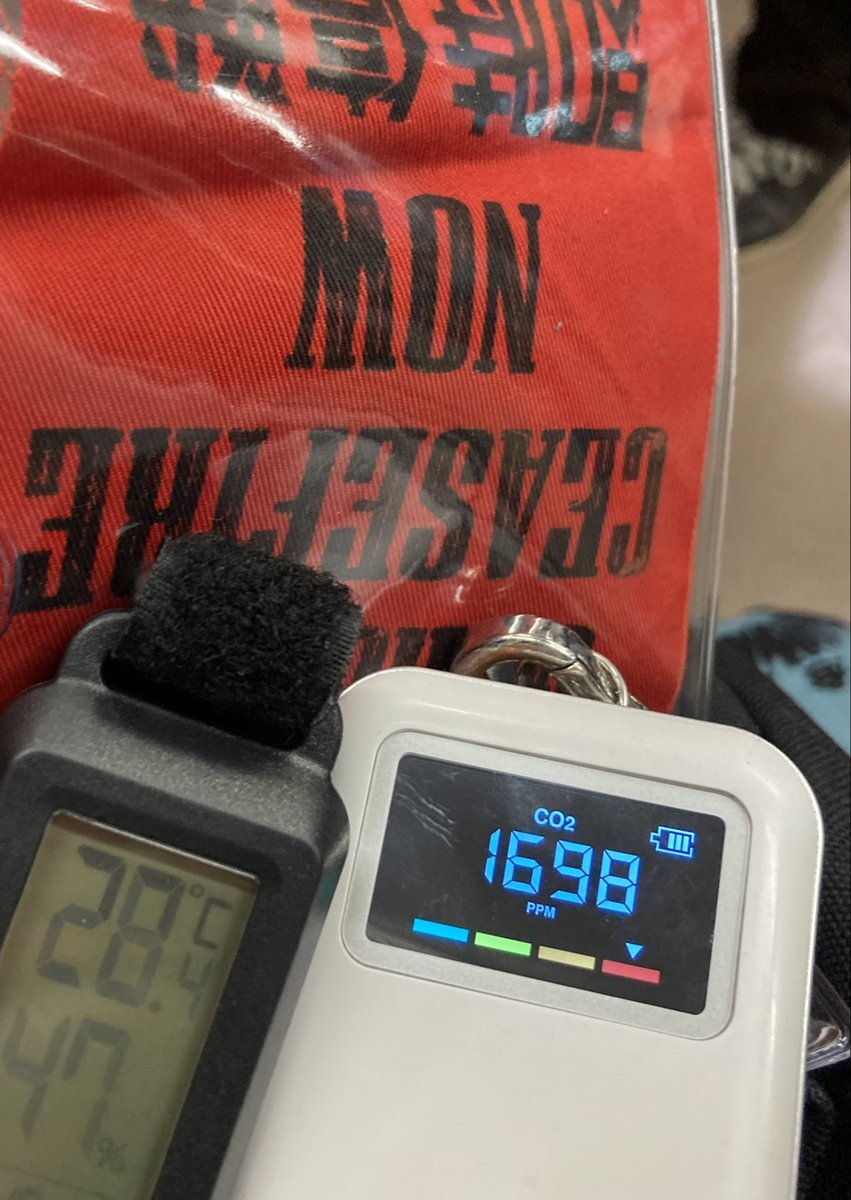 CEASEFIRE
NOW
CO2
1698
PPM
28.4°C
47%